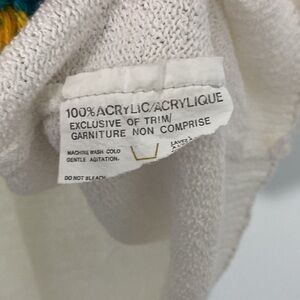 100% ACRYLIC/ACRYLIQUE
EXCLUSIVE OF TRIM/
GARNITURE NON COMPRISE
MACHINE WASH COLD
GENTLE AGITATION.
DO NOT BLEACH